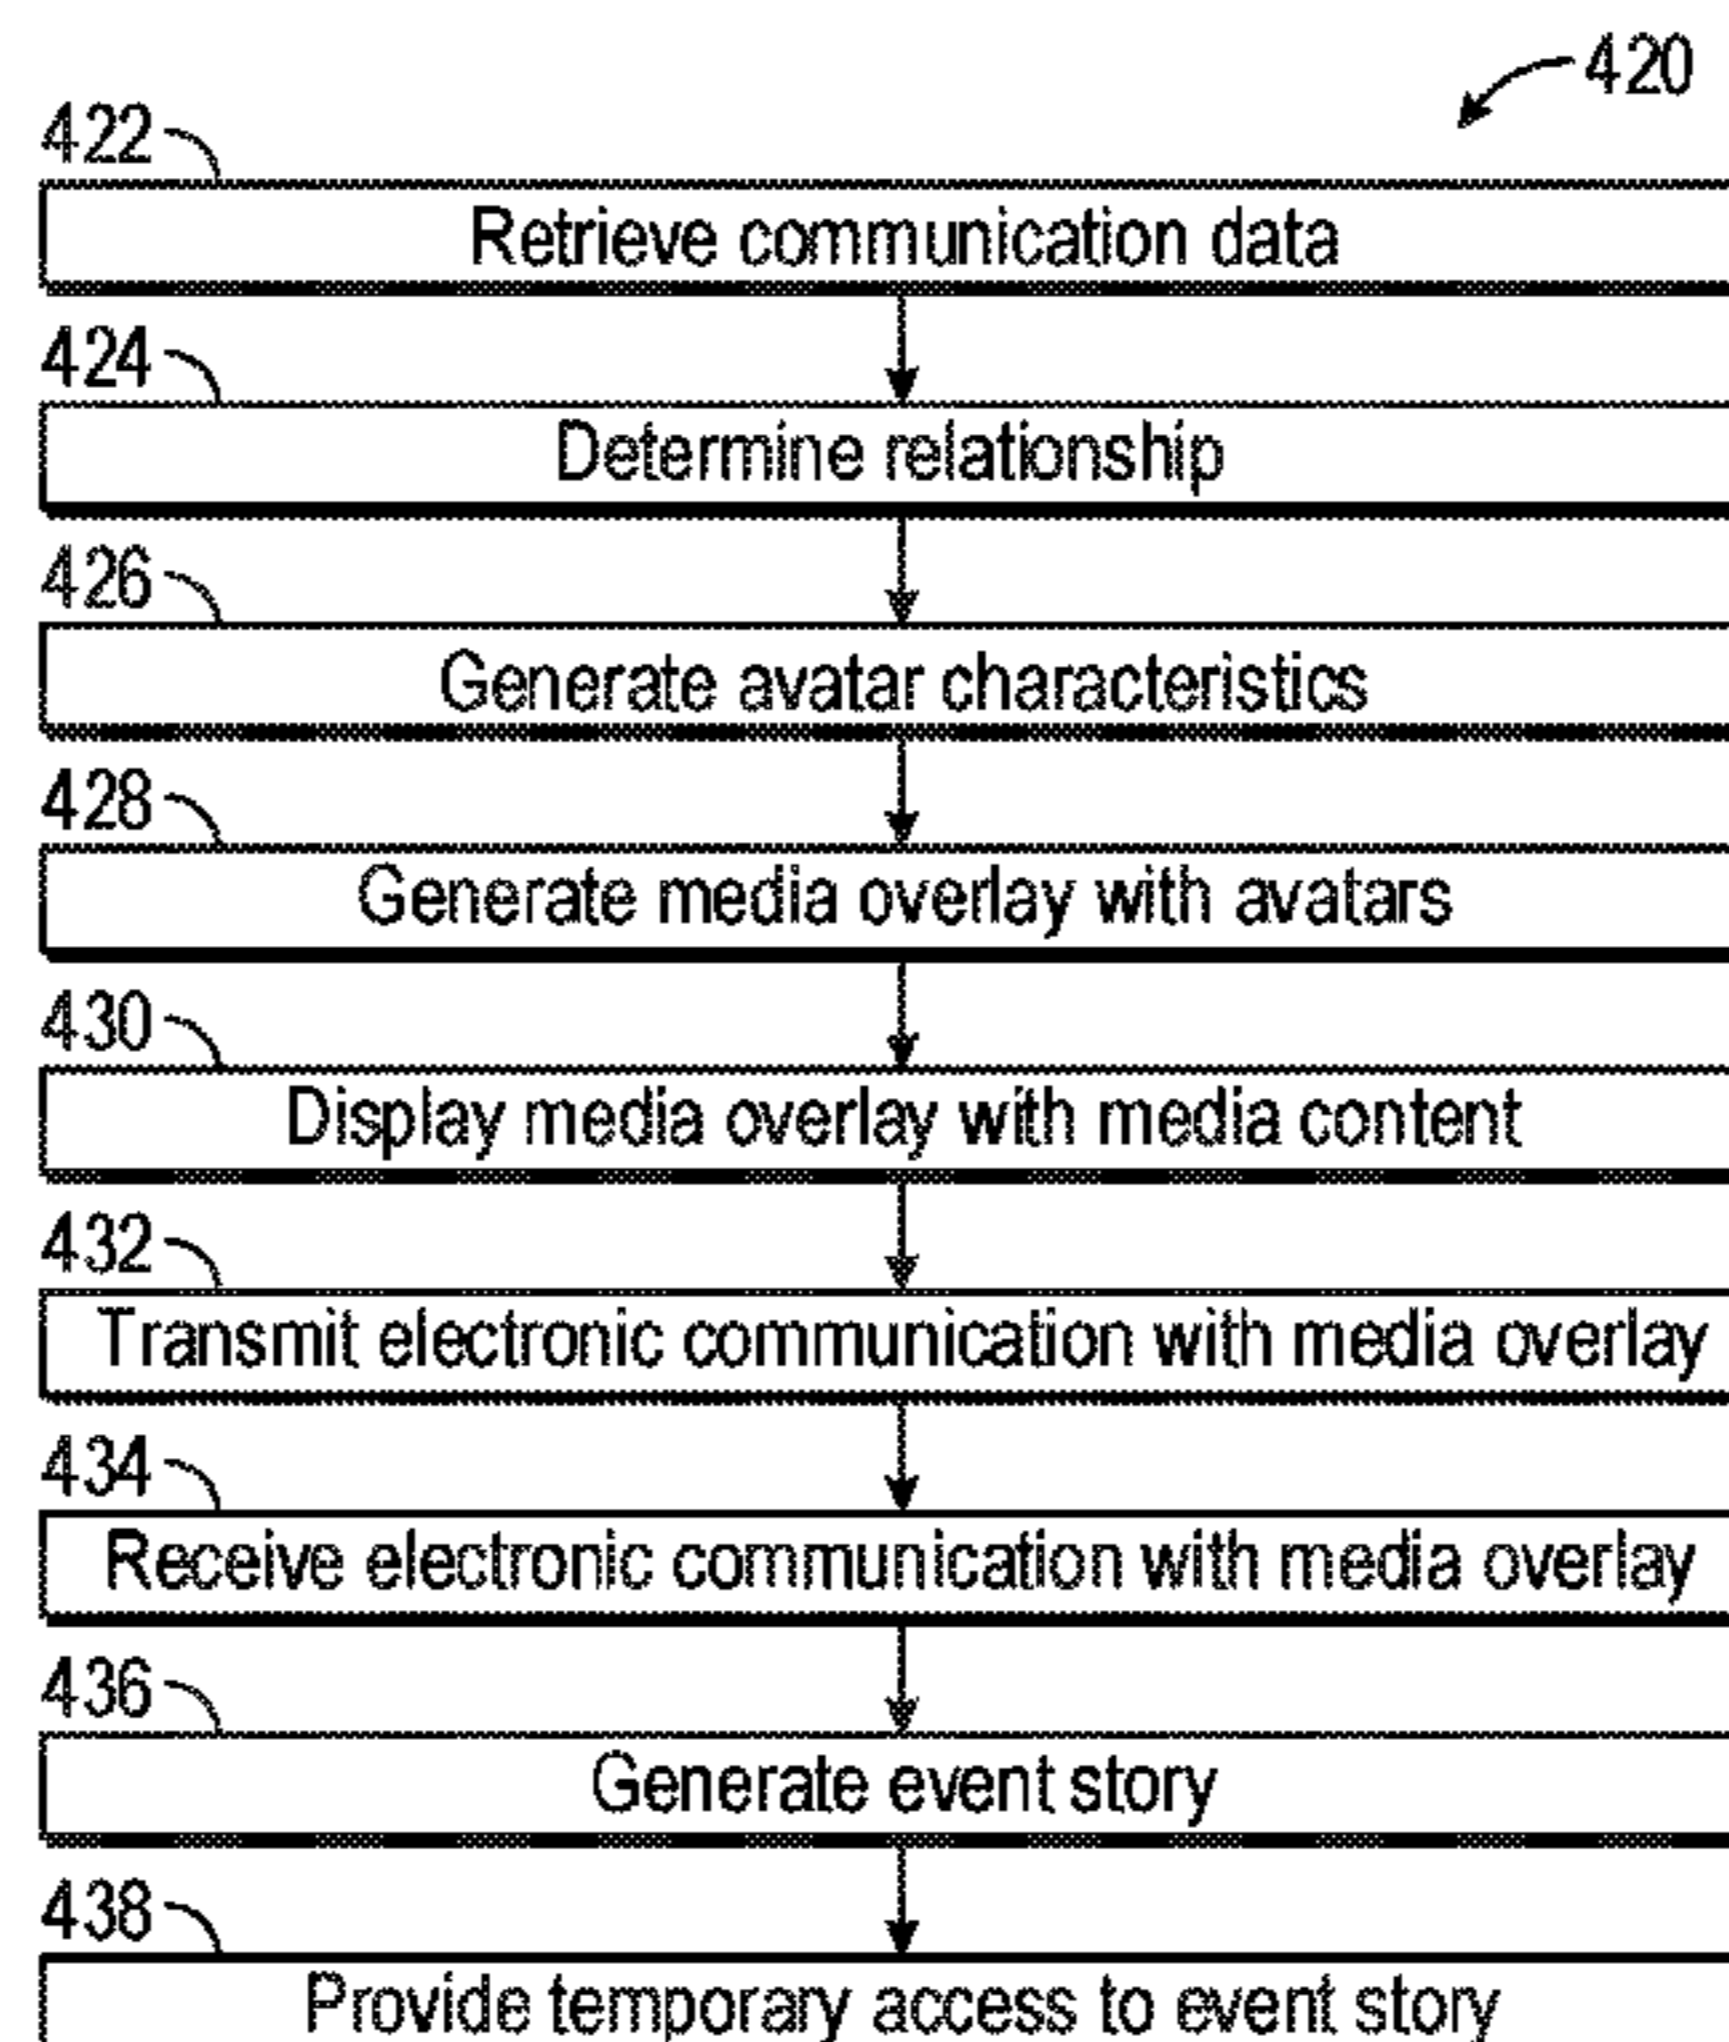 420
422
Retrieve communication data
424
Determine relationship
426
Generate avatar characteristics
428
Generate media overlay with avatars
430
Display media overlay with media content
432
Transmit electronic communication with media overlay
434
Receive electronic communication with media overlay
436
Generate event story
438
Provide temporary access to event story